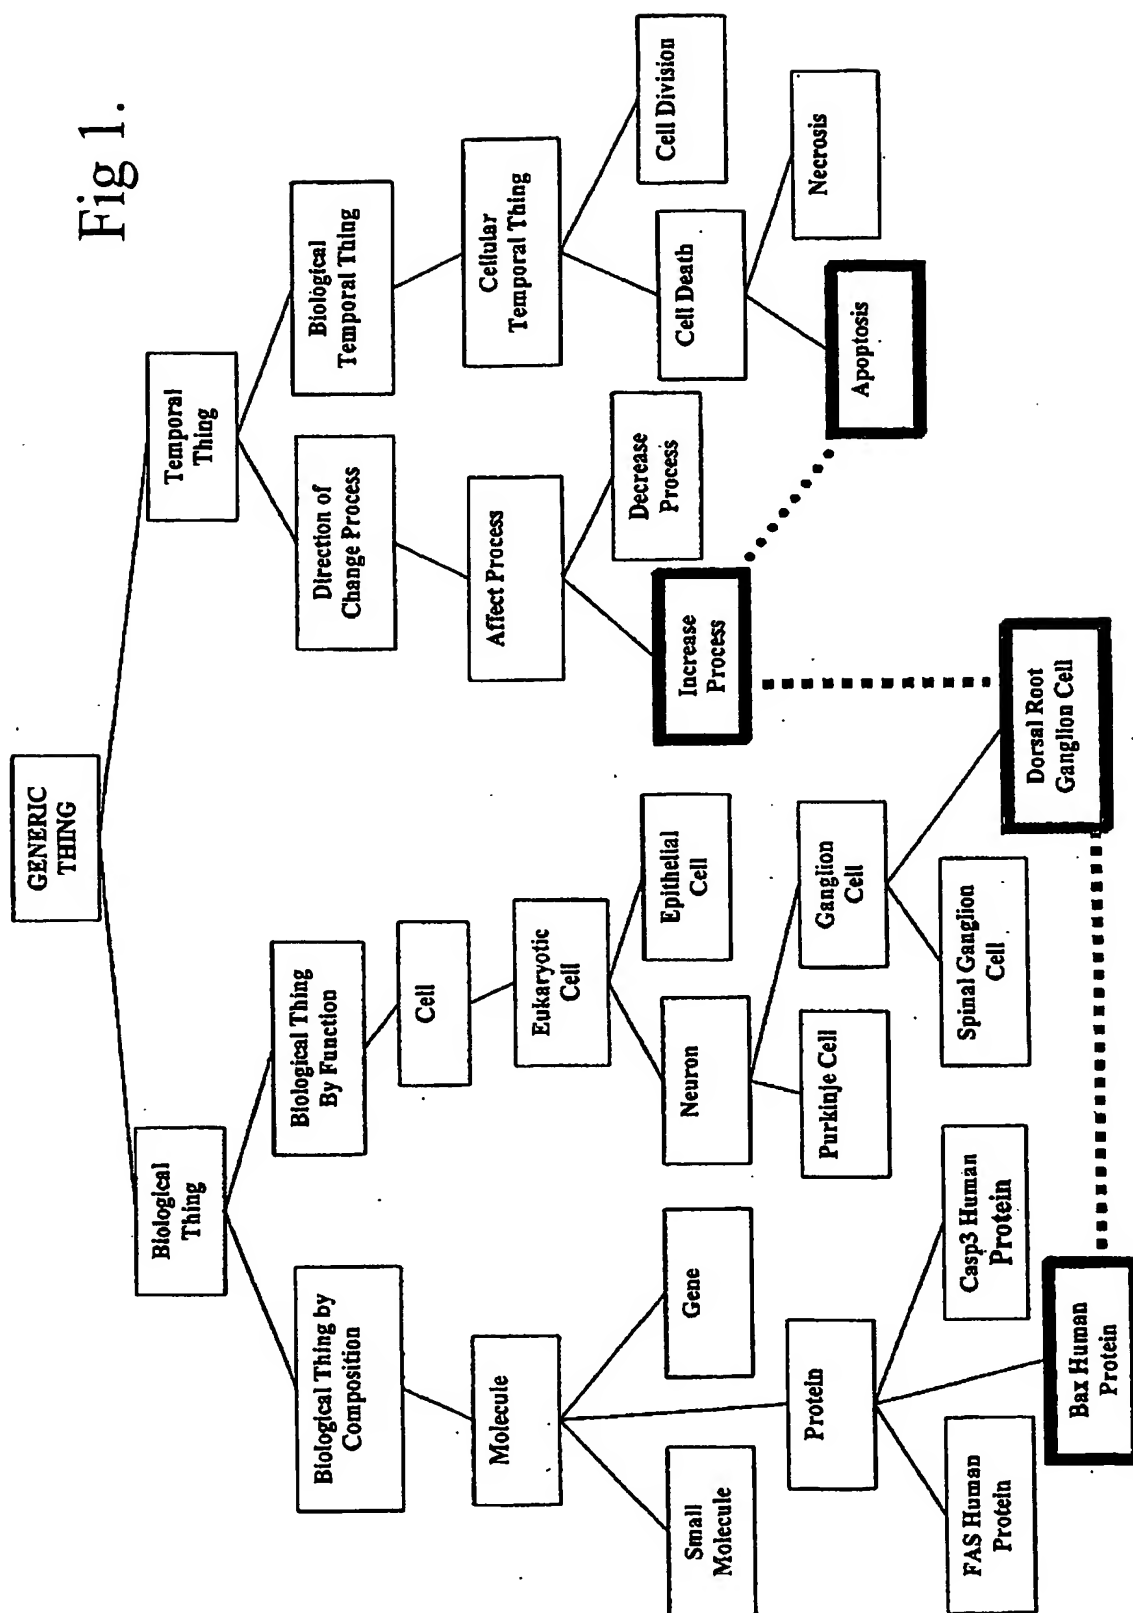 Fig 1.
GENERIC
THING
Biological
Thing
Temporal
Thing
Biological Thing by
Composition
Biological Thing
By Function
Direction of
Change Process
Biological
Temporal Thing
Molecule
Cell
Affect Process
Cellular
Temporal Thing
Eukaryotic
Cell
Small
Molecule
Gene
Neuron
Epithelial
Cell
Increase
Process
Decrease
Process
Cell Death
Cell Division
Protein
Purkinje Cell
Ganglion
Cell
Apoptosis
Necrosis
FAS Human
Protein
Casp3 Human
Protein
Spinal Ganglion
Cell
Dorsal Root
Ganglion Cell
Bax Human
Protein